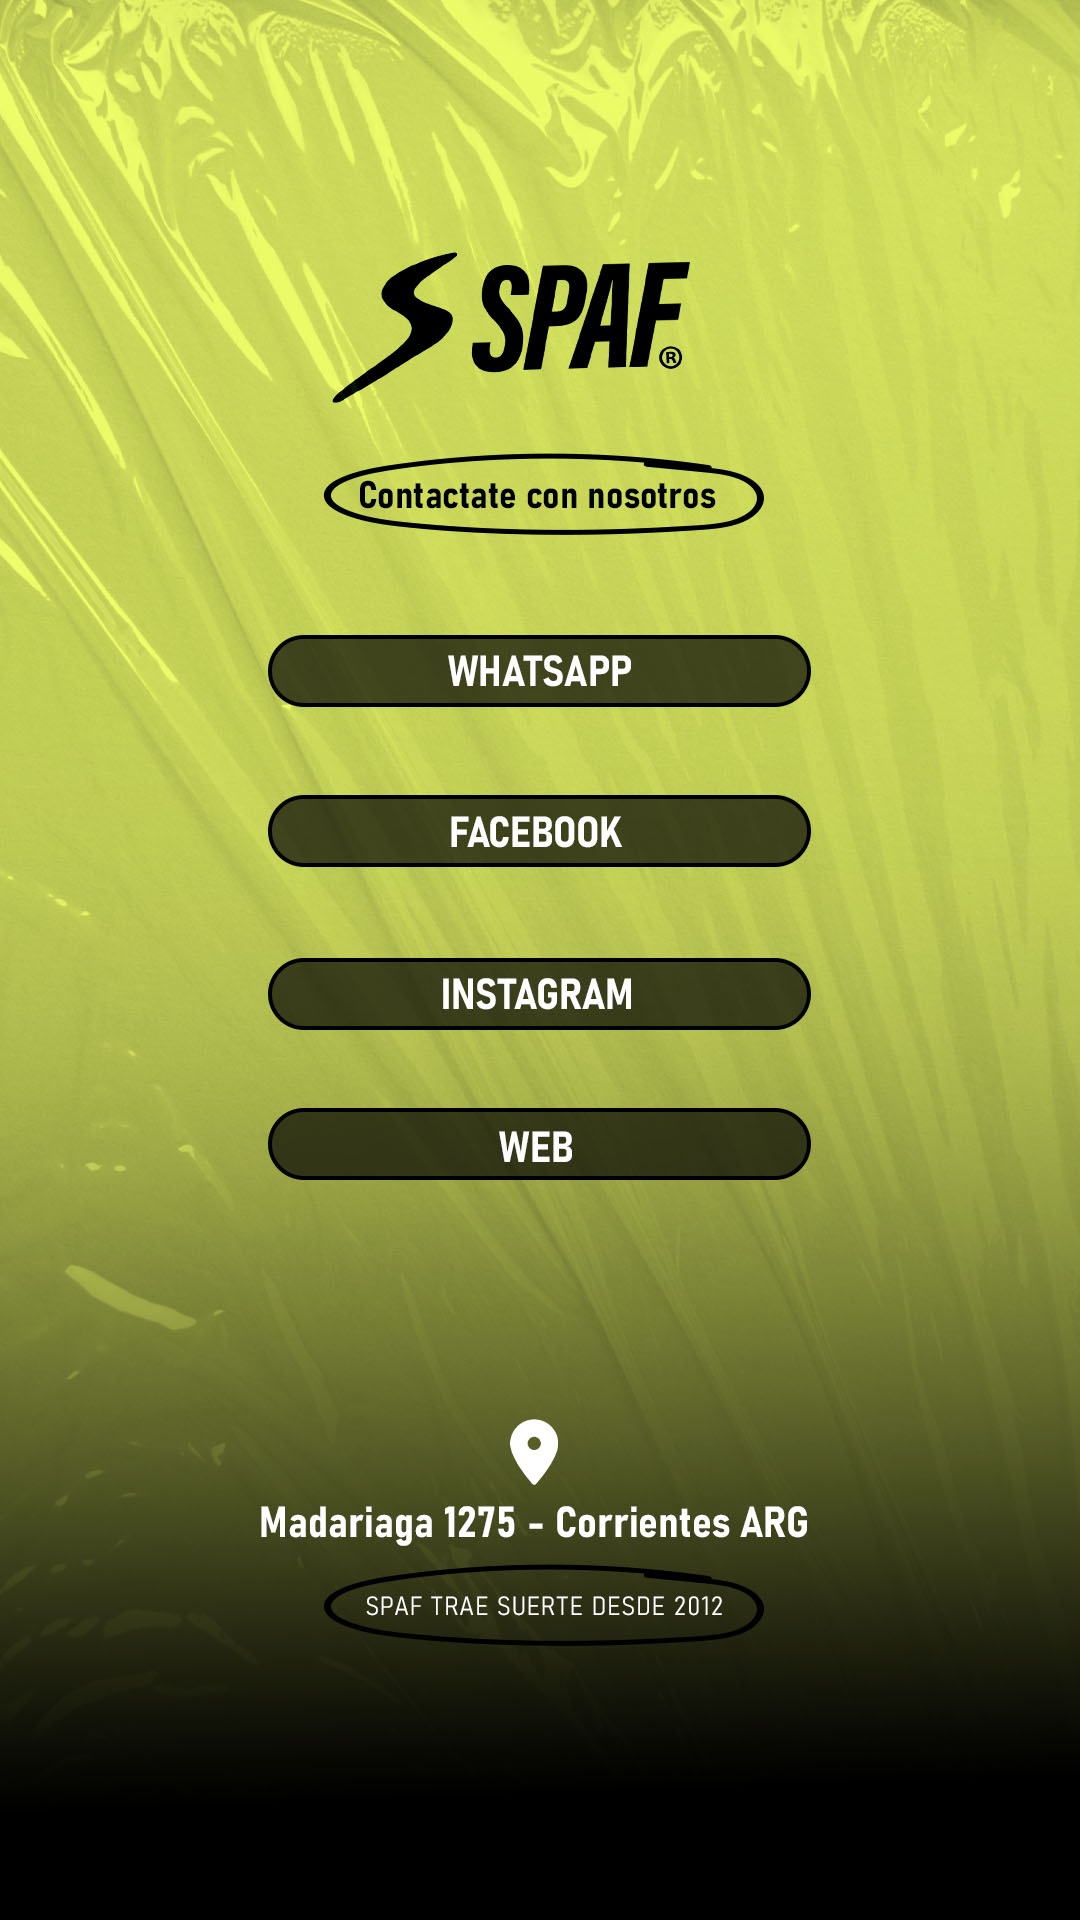 SPAF®
Contactate con nosotros
WHATSAPP
FACEBOOK
INSTAGRAM
WEB
Madariaga 1275 - Corrientes ARG
SPAF TRAE SUERTE DESDE 2012